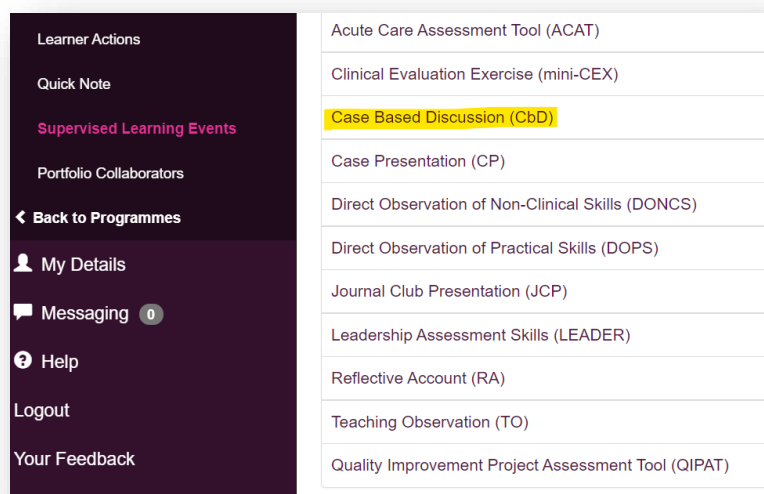 Learner Actions
Quick Note
Supervised Learning Events
Portfolio Collaborators
Back to Programmes
My Details
Messaging 0
Help
Logout
Your Feedback
Acute Care Assessment Tool (ACAT)
Clinical Evaluation Exercise (mini-CEX)
Case Based Discussion (CbD)
Case Presentation (CP)
Direct Observation of Non-Clinical Skills (DONCS)
Direct Observation of Practical Skills (DOPS)
Journal Club Presentation (JCP)
Leadership Assessment Skills (LEADER)
Reflective Account (RA)
Teaching Observation (TO)
Quality Improvement Project Assessment Tool (QIPAT)